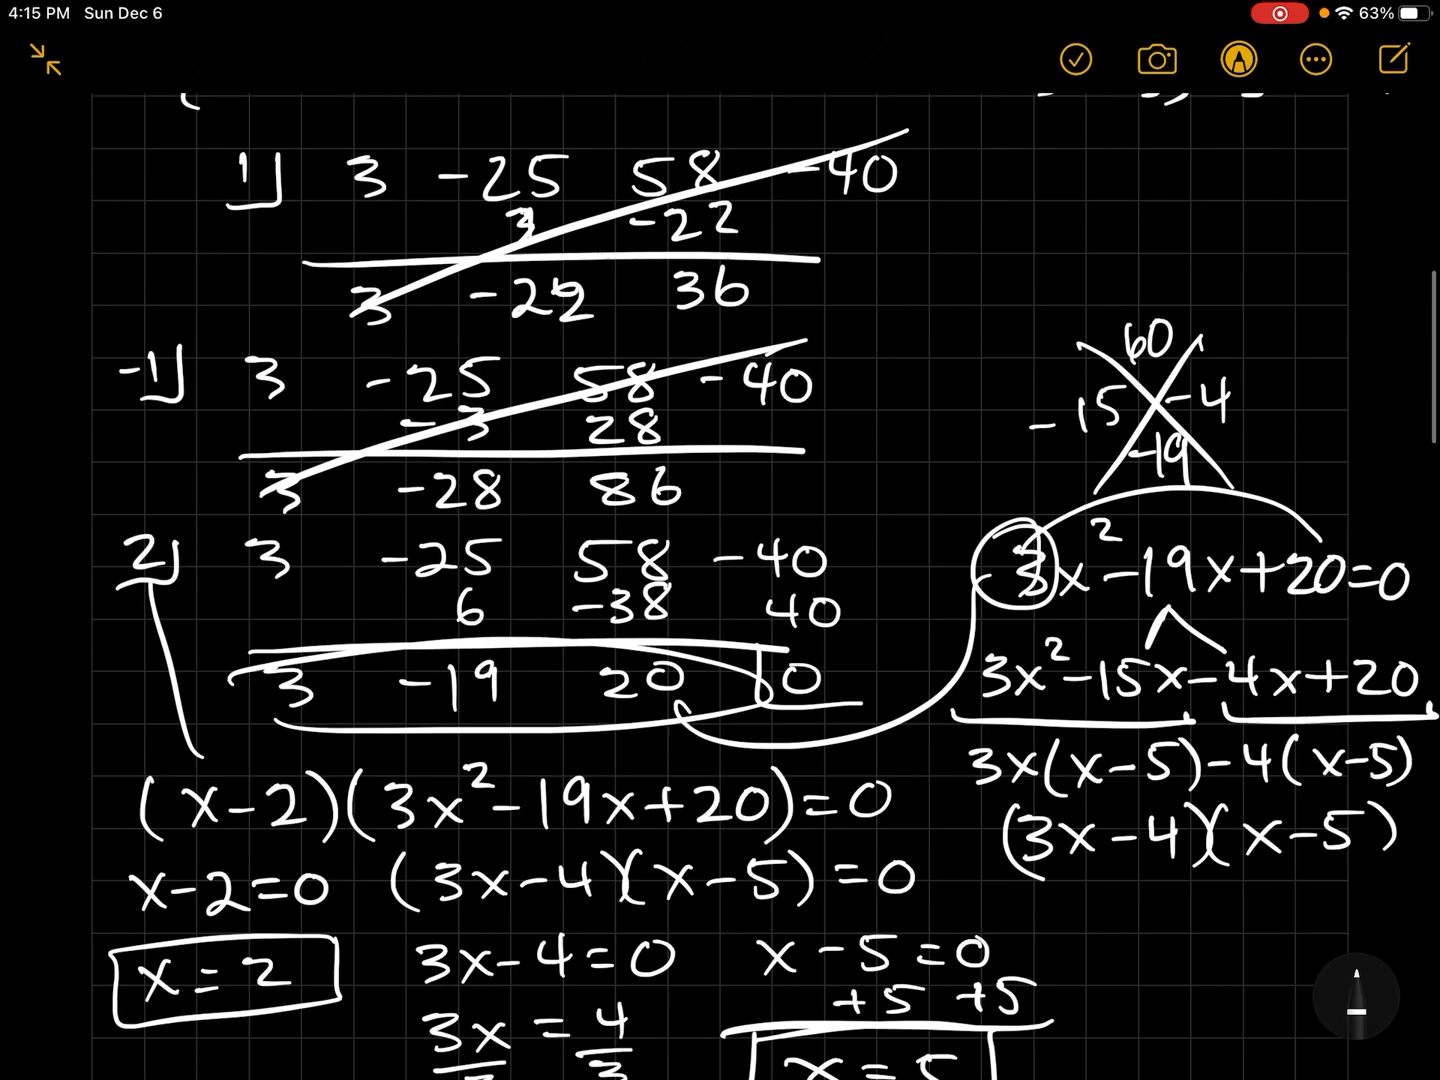 4:15 PM Sun Dec 6 63%
1 3 -25 58 -40
3 -22
3 -22 36
-1 3 -25 58 -40
-3 28
3 -28 86
60
-15 -4
-19
2 3 -25 58 -40
6 -38 40
3 -19 20 0
3x²-19x+20=0
3x²-15x-4x+20
3x(x-5)-4(x-5)
(3x-4)(x-5)
(x-2)(3x²-19x+20)=0
x-2=0 (3x-4)(x-5)=0
x=2
3x-4=0 x-5=0
+5 +5
3x = 4
3 3
x=5